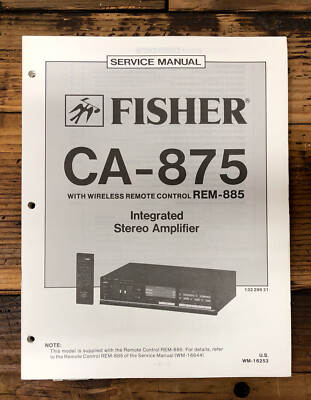 SERVICE MANUAL
FISHER®
CA-875
WITH WIRELESS REMOTE CONTROL REM-885
Integrated
Stereo Amplifier
NOTE:
This model is supplied with the Remote Control REM-885. For details, refer
to the Remote Control REM-885 of the Service Manual (WM-16644).
U.S.
WM-16253